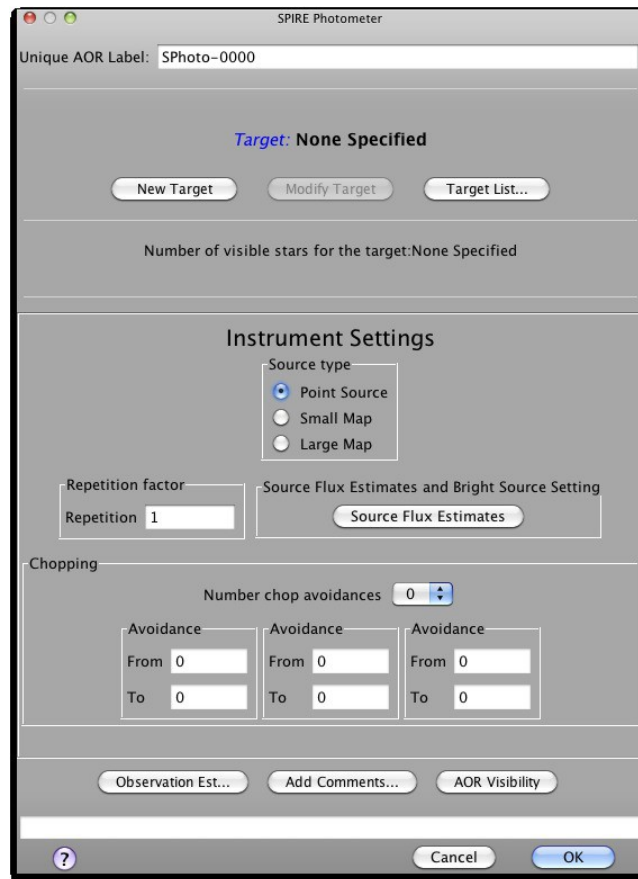 SPIRE Photometer
Unique AOR Label: SPhoto-0000
Target: None Specified
New Target Modify Target Target List...
Number of visible stars for the target:None Specified
Instrument Settings
Source type
Point Source
Small Map
Large Map
Repetition factor
Repetition 1
Source Flux Estimates and Bright Source Setting
Source Flux Estimates
Chopping
Number chop avoidances 0
Avoidance Avoidance Avoidance
From 0 From 0 From 0
To 0 To 0 To 0
Observation Est... Add Comments... AOR Visibility
? Cancel OK